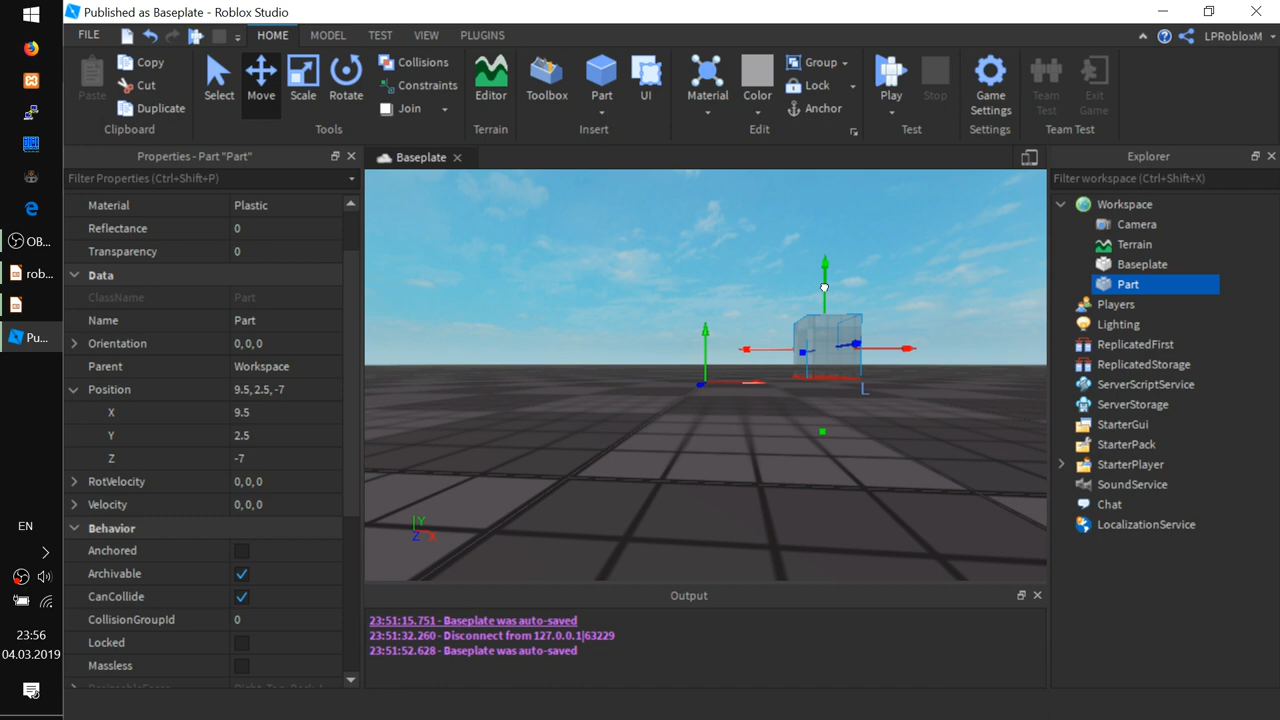 Published as Baseplate - Roblox Studio
FILE
HOME
MODEL
TEST
VIEW
PLUGINS
LPRobloxM
Paste
Copy
Cut
Duplicate
Clipboard
Select
Move
Scale
Rotate
Collisions
Constraints
Join
Tools
Editor
Terrain
Toolbox
Part
UI
Insert
Material
Color
Group
Lock
Anchor
Edit
Play
Stop
Test
Game
Settings
Settings
Team
Test
Exit
Game
Team Test
Properties - Part "Part"
Filter Properties (Ctrl+Shift+P)
Material Plastic
Reflectance 0
Transparency 0
Data
ClassName Part
Name Part
Orientation 0, 0, 0
Parent Workspace
Position 9.5, 2.5, -7
X 9.5
Y 2.5
Z -7
RotVelocity 0, 0, 0
Velocity 0, 0, 0
Behavior
Anchored
Archivable
CanCollide
CollisionGroupId 0
Locked
Massless
Baseplate
L
Y
Z
X
Output
23:51:15.751 - Baseplate was auto-saved
23:51:32.260 - Disconnect from 127.0.0.1|63229
23:51:52.628 - Baseplate was auto-saved
Explorer
Filter workspace (Ctrl+Shift+X)
Workspace
Camera
Terrain
Baseplate
Part
Players
Lighting
ReplicatedFirst
ReplicatedStorage
ServerScriptService
ServerStorage
StarterGui
StarterPack
StarterPlayer
SoundService
Chat
LocalizationService
OB...
rob...
Pu...
EN
23:56
04.03.2019